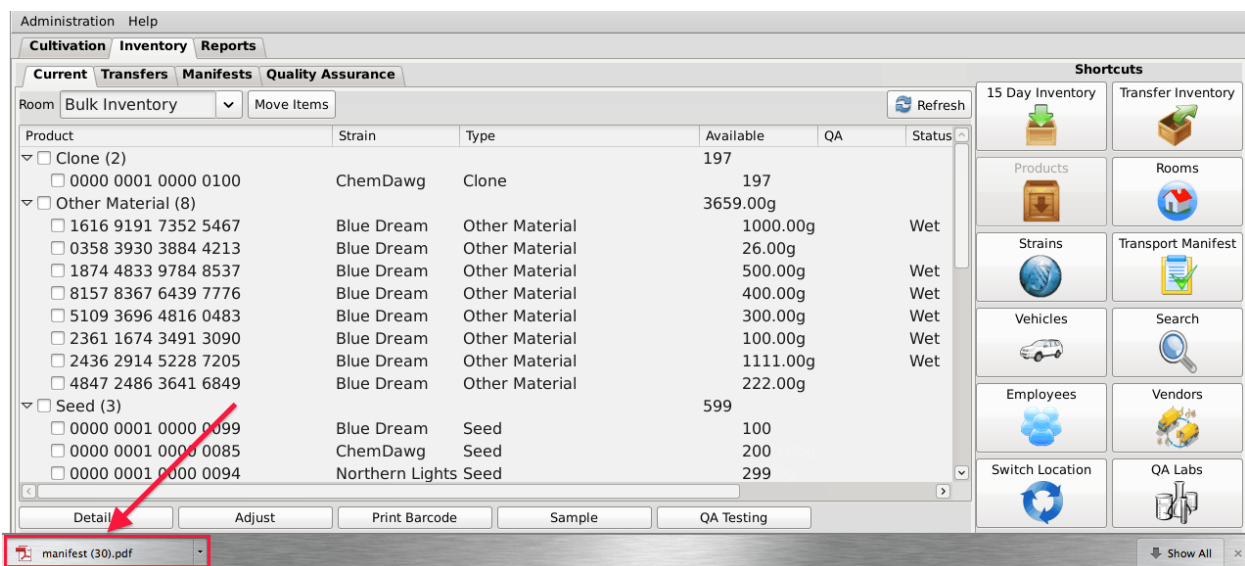 Administration Help
Cultivation Inventory Reports
Current Transfers Manifests Quality Assurance
Room Bulk Inventory Move Items Refresh
Product Strain Type Available QA Status
Clone (2) 197
0000 0001 0000 0100 ChemDawg Clone 197
Other Material (8) 3659.00g
1616 9191 7352 5467 Blue Dream Other Material 1000.00g Wet
0358 3930 3884 4213 Blue Dream Other Material 26.00g
1874 4833 9784 8537 Blue Dream Other Material 500.00g Wet
8157 8367 6439 7776 Blue Dream Other Material 400.00g Wet
5109 3696 4816 0483 Blue Dream Other Material 300.00g Wet
2361 1674 3491 3090 Blue Dream Other Material 100.00g Wet
2436 2914 5228 7205 Blue Dream Other Material 1111.00g Wet
4847 2486 3641 6849 Blue Dream Other Material 222.00g
Seed (3) 599
0000 0001 0000 0099 Blue Dream Seed 100
0000 0001 0000 0085 ChemDawg Seed 200
0000 0001 0000 0094 Northern Lights Seed 299
Detail Adjust Print Barcode Sample QA Testing
Shortcuts
15 Day Inventory Transfer Inventory
Products Rooms
Strains Transport Manifest
Vehicles Search
Employees Vendors
Switch Location QA Labs
manifest (30).pdf Show All